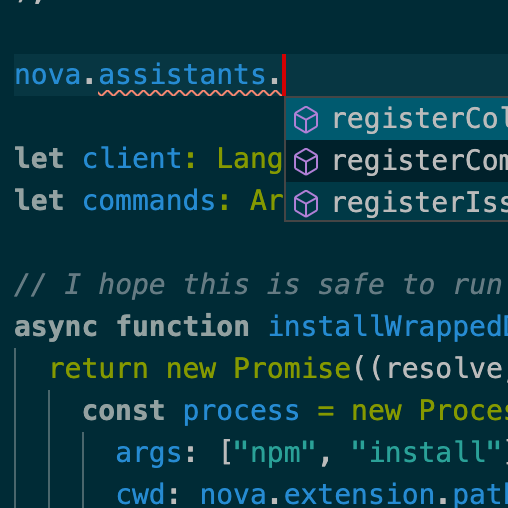 nova.assistants.
registerCol
let client: Lang
registerCom
let commands: Ar
registerIss
// I hope this is safe to run
async function installWrapped
return new Promise((resolve,
const process = new Proces
args: ["npm", "install"]
cwd: nova.extension.path